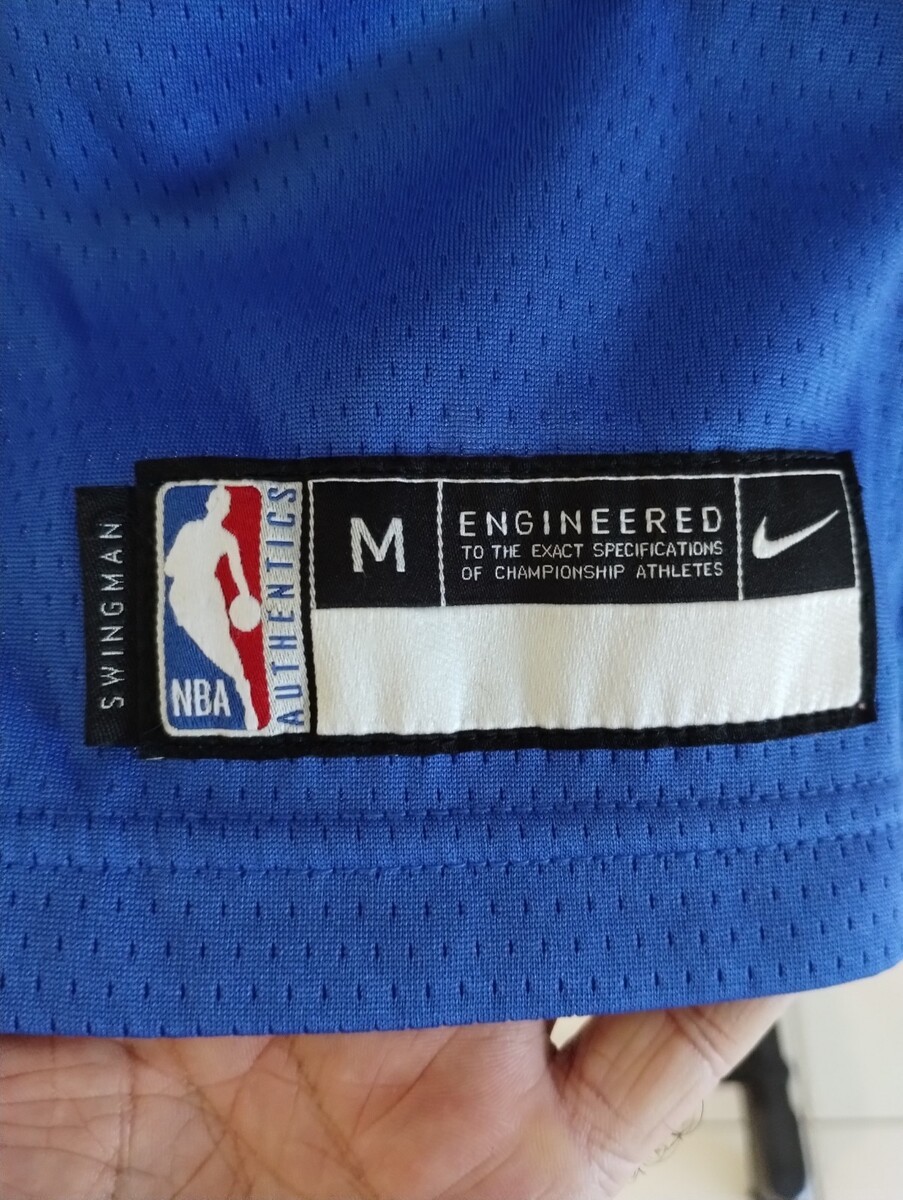 SWINGMAN
NBA
AUTHENTICS
M
ENGINEERED
TO THE EXACT SPECIFICATIONS
OF CHAMPIONSHIP ATHLETES